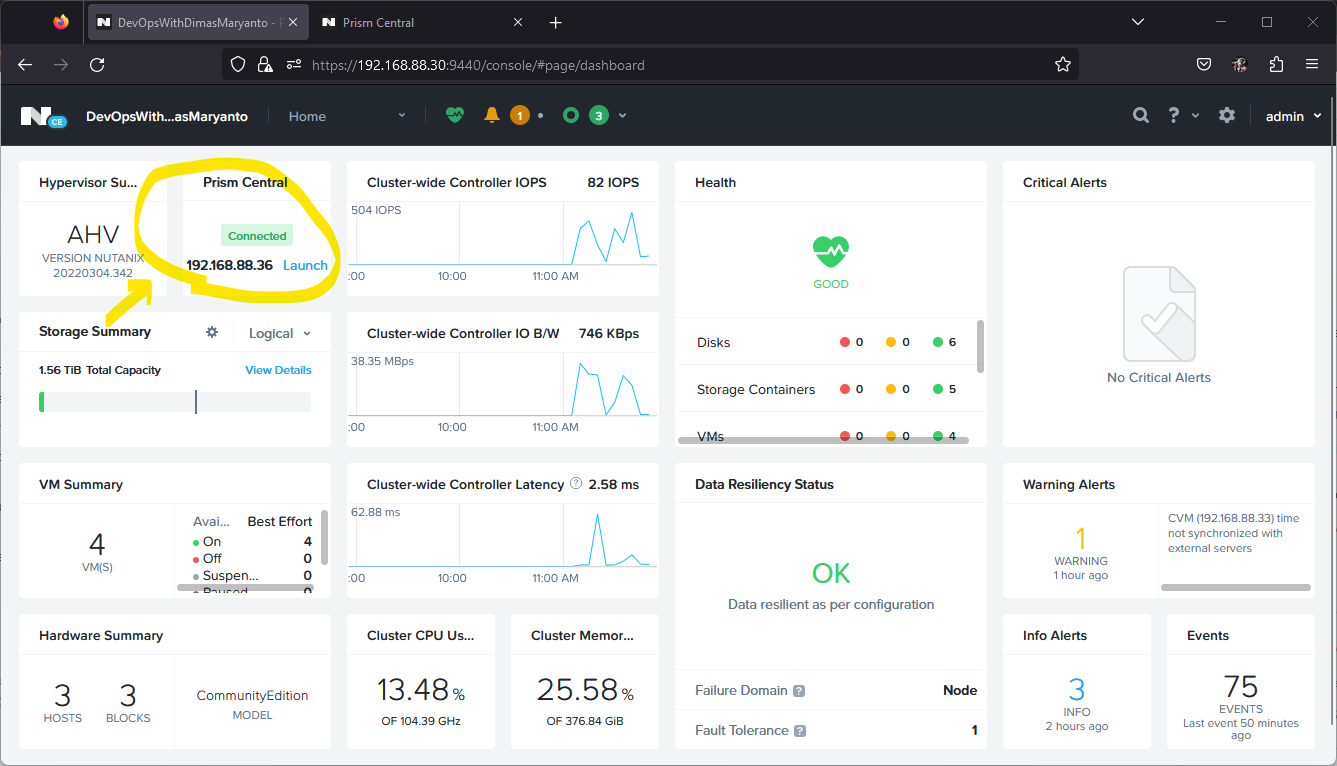 DevOpsWithDimasMaryanto - P
Prism Central
https://192.168.88.30:9440/console/#page/dashboard
N CE
DevOpsWith...asMaryanto
Home
1
3
?
admin
Hypervisor Su...
AHV
VERSION NUTANIX
20220304.342
Prism Central
Connected
192.168.88.36 Launch
Cluster-wide Controller IOPS 82 IOPS
504 IOPS
:00 10:00 11:00 AM
Health
GOOD
Disks 0 0 6
Storage Containers 0 0 5
VMs 0 0 4
Critical Alerts
No Critical Alerts
Storage Summary Logical
1.56 TiB Total Capacity View Details
Cluster-wide Controller IO B/W 746 KBps
38.35 MBps
:00 10:00 11:00 AM
VM Summary
4
VM(S)
Avai... Best Effort
On 4
Off 0
Suspen... 0
Paused 0
Cluster-wide Controller Latency ? 2.58 ms
62.88 ms
:00 10:00 11:00 AM
Data Resiliency Status
OK
Data resilient as per configuration
Failure Domain ? Node
Fault Tolerance ? 1
Warning Alerts
1
WARNING
1 hour ago
CVM (192.168.88.33) time
not synchronized with
external servers
Hardware Summary
3
HOSTS
3
BLOCKS
CommunityEdition
MODEL
Cluster CPU Us...
13.48 %
OF 104.39 GHz
Cluster Memor...
25.58 %
OF 376.84 GiB
Info Alerts
3
INFO
2 hours ago
Events
75
EVENTS
Last event 50 minutes
ago